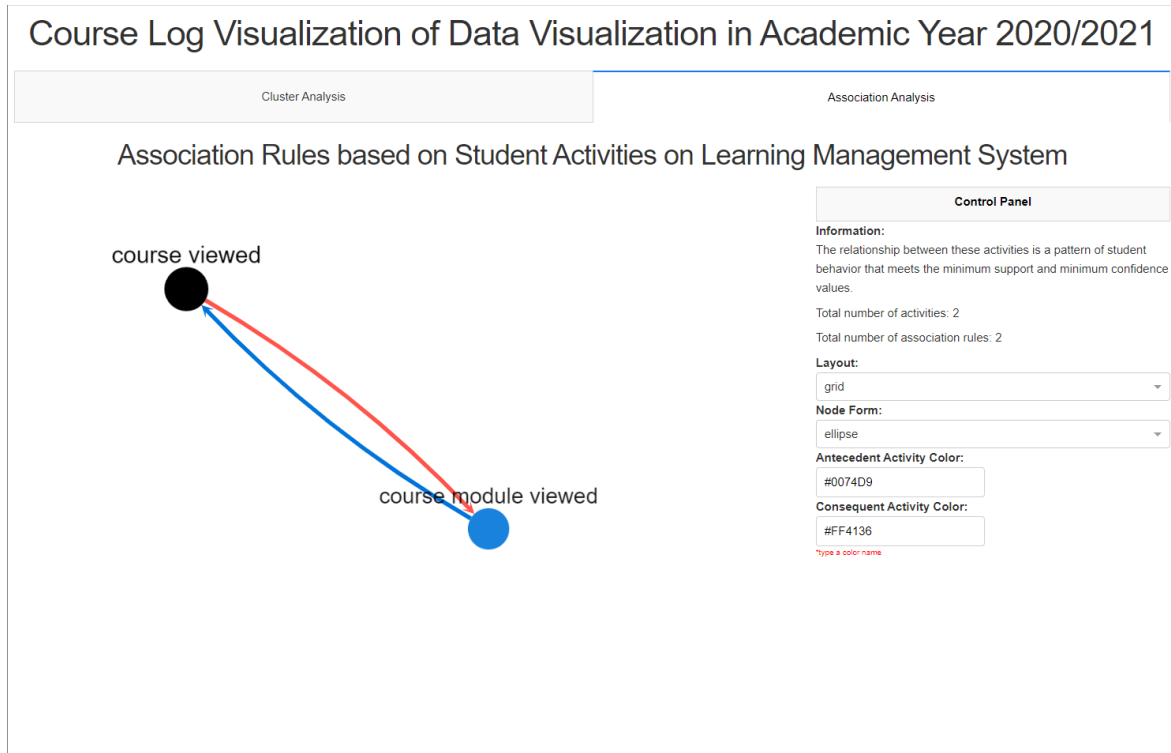 Course Log Visualization of Data Visualization in Academic Year 2020/2021
Cluster Analysis
Association Analysis
Association Rules based on Student Activities on Learning Management System
course viewed
course module viewed
Control Panel
Information:
The relationship between these activities is a pattern of student
behavior that meets the minimum support and minimum confidence
values.
Total number of activities: 2
Total number of association rules: 2
Layout:
grid
Node Form:
ellipse
Antecedent Activity Color:
#0074D9
Consequent Activity Color:
#FF4136
*type a color name.